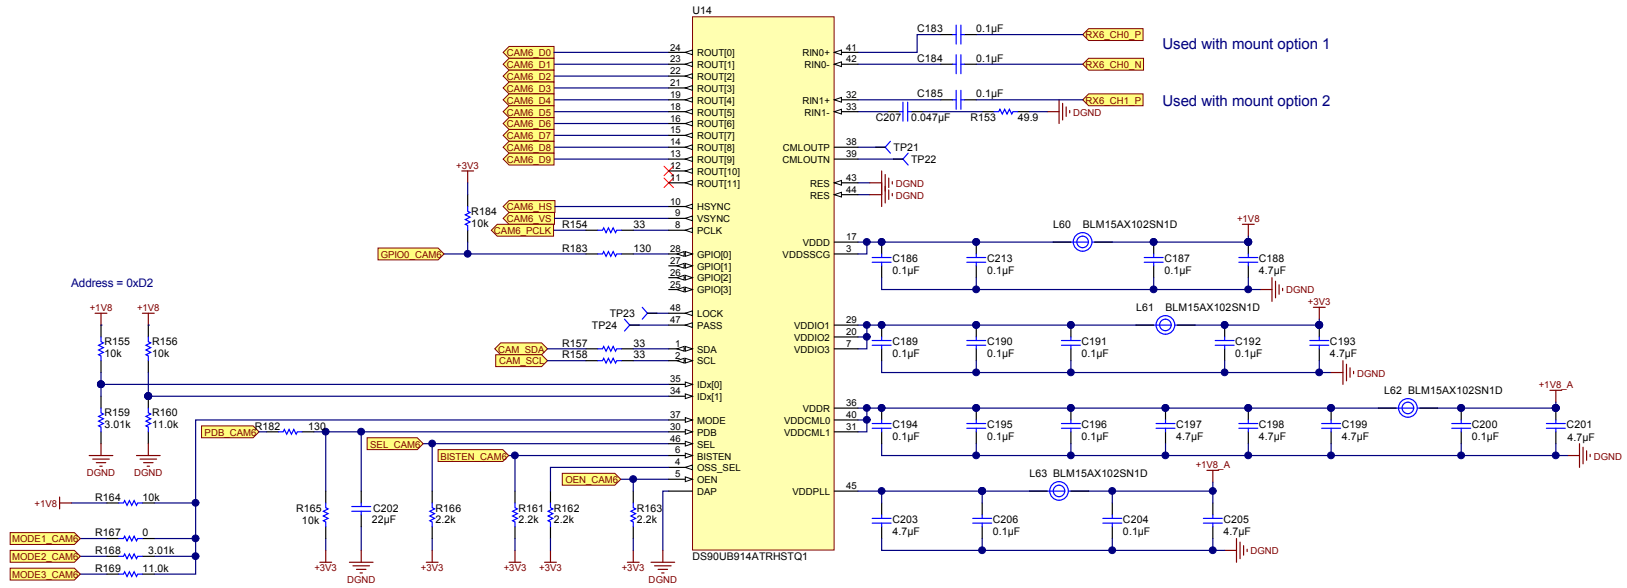 U14
CAM6_D0 24 ROUT[0]
CAM6_D1 23 ROUT[1]
CAM6_D2 22 ROUT[2]
CAM6_D3 21 ROUT[3]
CAM6_D4 19 ROUT[4]
CAM6_D5 18 ROUT[5]
CAM6_D6 16 ROUT[6]
CAM6_D7 15 ROUT[7]
CAM6_D8 14 ROUT[8]
CAM6_D9 13 ROUT[9]
12 ROUT[10]
11 ROUT[11]
+3V3
R184
10k
CAM6_HS 10 HSYNC
CAM6_VS 9 VSYNC
CAM6_PCLK R154 33 8 PCLK
GPIO0_CAM6 R183 130 28 GPIO[0]
27 GPIO[1]
26 GPIO[2]
25 GPIO[3]
TP23 48 LOCK
TP24 47 PASS
CAM_SDA R157 33 1 SDA
CAM_SCL R158 33 2 SCL
Address = 0xD2
+1V8 +1V8
R155 R156
10k 10k
35 IDx[0]
34 IDx[1]
R159 R160
3.01k 11.0k
DGND DGND
37 MODE
PDB_CAM6 R182 130 30 PDB
SEL_CAM6 46 SEL
BISTEN_CAM6 6 BISTEN
4 OSS_SEL
OEN_CAM6 5 OEN
DAP
+1V8 R164 10k
MODE1_CAM6 R167 0
MODE2_CAM6 R168 3.01k
MODE3_CAM6 R169 11.0k
R165 C202 R166 R161 R162 R163
10k 22µF 2.2k 2.2k 2.2k 2.2k
+3V3 DGND +3V3 +3V3 +3V3 +3V3 DGND
DS90UB914ATRHSTQ1
RIN0+ 41 C183 0.1µF RX6_CH0_P
Used with mount option 1
RIN0- 42 C184 0.1µF RX6_CH0_N
RIN1+ 32 C185 0.1µF RX6_CH1_P Used with mount option 2
RIN1- 33 C207 0.047µF R153 49.9 DGND
CMLOUTP 38 TP21
CMLOUTN 39 TP22
RES 43 DGND
RES 44 DGND
L60 BLM15AX102SN1D +1V8
VDDD 17
VDDSSCG 3
C186 C213 C187 C188
0.1µF 0.1µF 0.1µF 4.7µF
DGND
L61 BLM15AX102SN1D +3V3
VDDIO1 29
VDDIO2 20
VDDIO3 7
C189 C190 C191 C192 C193
0.1µF 0.1µF 0.1µF 0.1µF 4.7µF
DGND
L62 BLM15AX102SN1D +1V8_A
VDDR 36
VDDCML0 40
VDDCML1 31
C194 C195 C196 C197 C198 C199 C200 C201
0.1µF 0.1µF 0.1µF 4.7µF 4.7µF 4.7µF 0.1µF 4.7µF
DGND
L63 BLM15AX102SN1D +1V8_A
VDDPLL 45
C203 C206 C204 C205
4.7µF 0.1µF 0.1µF 4.7µF
DGND